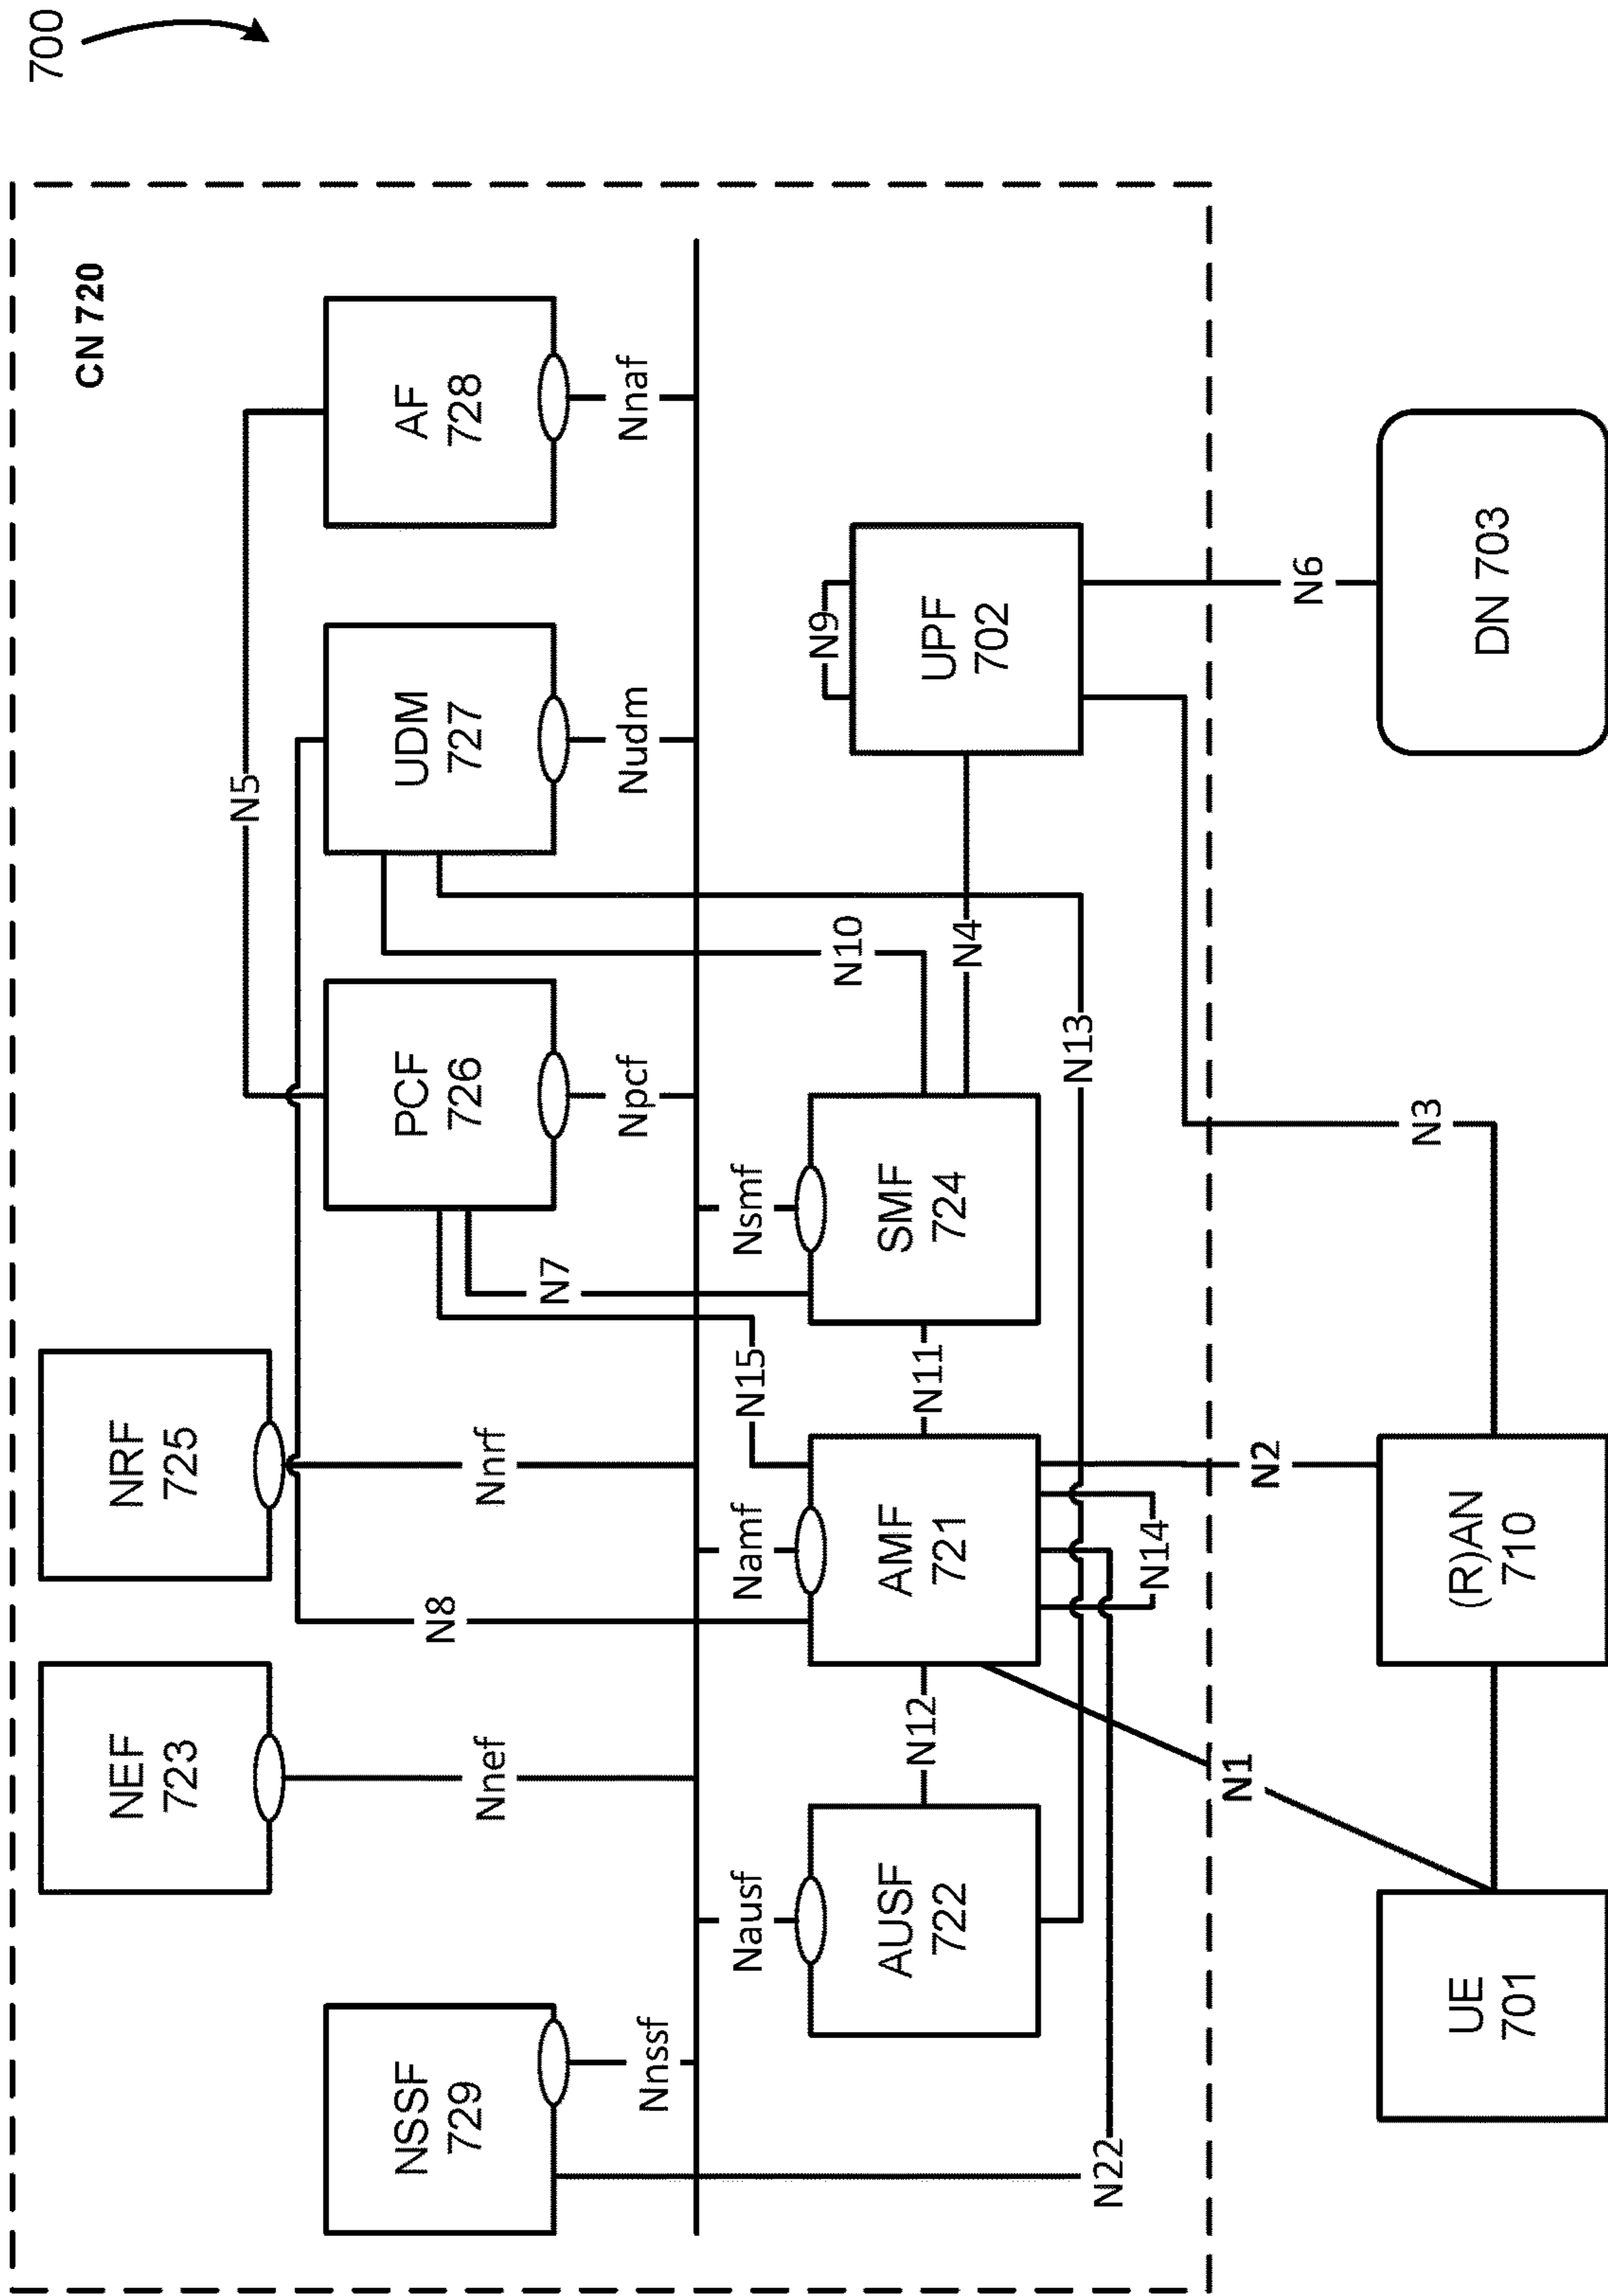 700
CN 720
NEF
723
NRF
725
N5
NSSF
729
PCF
726
UDM
727
AF
728
N8
Nnef
Nnrf
N7
Nnssf
Npcf
Nudm
Nnaf
Nausf
Namf
N15
Nsmf
N10
N9
AUSF
722
N12
AMF
721
N11
SMF
724
N4
UPF
702
N13
N22
N14
N1
N2
N3
N6
UE
701
(R)AN
710
DN 703